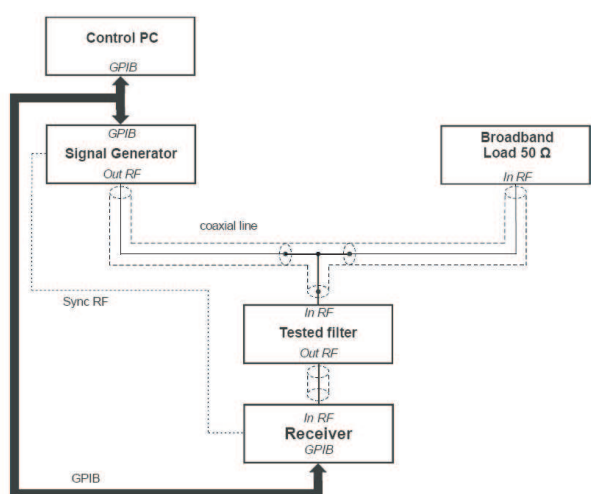 Control PC
GPIB
GPIB
Signal Generator
Out RF
Broadband
Load 50 Ω
In RF
coaxial line
Sync RF
In RF
Tested filter
Out RF
In RF
Receiver
GPIB
GPIB